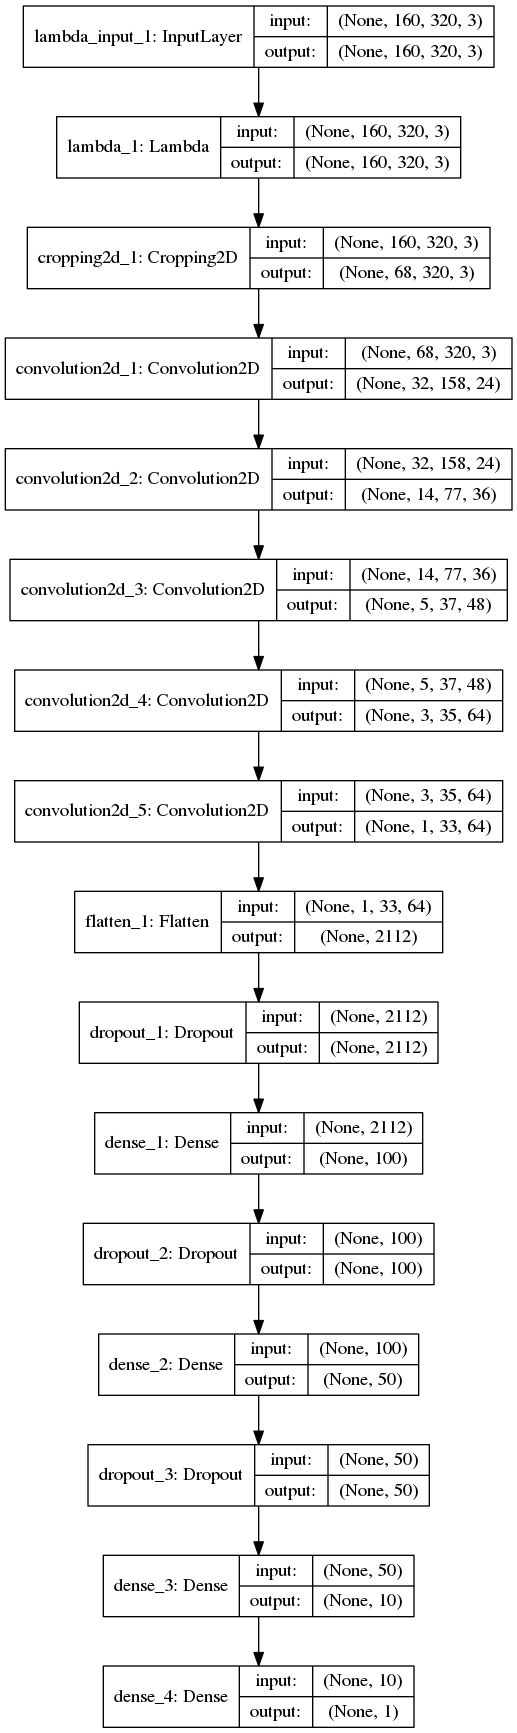 lambda_input_1: InputLayer
input: (None, 160, 320, 3)
output: (None, 160, 320, 3)
lambda_1: Lambda
input: (None, 160, 320, 3)
output: (None, 160, 320, 3)
cropping2d_1: Cropping2D
input: (None, 160, 320, 3)
output: (None, 68, 320, 3)
convolution2d_1: Convolution2D
input: (None, 68, 320, 3)
output: (None, 32, 158, 24)
convolution2d_2: Convolution2D
input: (None, 32, 158, 24)
output: (None, 14, 77, 36)
convolution2d_3: Convolution2D
input: (None, 14, 77, 36)
output: (None, 5, 37, 48)
convolution2d_4: Convolution2D
input: (None, 5, 37, 48)
output: (None, 3, 35, 64)
convolution2d_5: Convolution2D
input: (None, 3, 35, 64)
output: (None, 1, 33, 64)
flatten_1: Flatten
input: (None, 1, 33, 64)
output: (None, 2112)
dropout_1: Dropout
input: (None, 2112)
output: (None, 2112)
dense_1: Dense
input: (None, 2112)
output: (None, 100)
dropout_2: Dropout
input: (None, 100)
output: (None, 100)
dense_2: Dense
input: (None, 100)
output: (None, 50)
dropout_3: Dropout
input: (None, 50)
output: (None, 50)
dense_3: Dense
input: (None, 50)
output: (None, 10)
dense_4: Dense
input: (None, 10)
output: (None, 1)